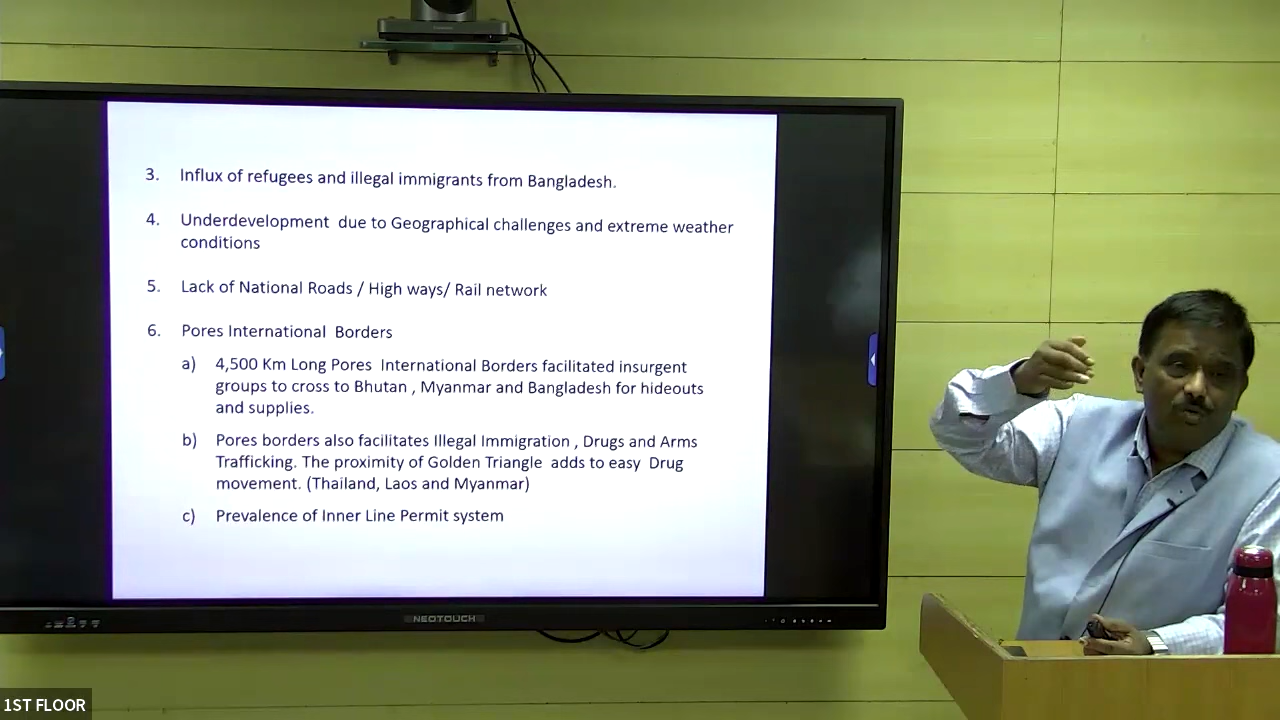 3. Influx of refugees and illegal immigrants from Bangladesh.
4. Underdevelopment due to Geographical challenges and extreme weather
conditions
5. Lack of National Roads / High ways/ Rail network
6. Pores International Borders
a) 4,500 Km Long Pores International Borders facilitated insurgent
groups to cross to Bhutan , Myanmar and Bangladesh for hideouts
and supplies.
b) Pores borders also facilitates Illegal Immigration , Drugs and Arms
Trafficking. The proximity of Golden Triangle adds to easy Drug
movement. (Thailand, Laos and Myanmar)
c) Prevalence of Inner Line Permit system
NEOTOUCH
1ST FLOOR